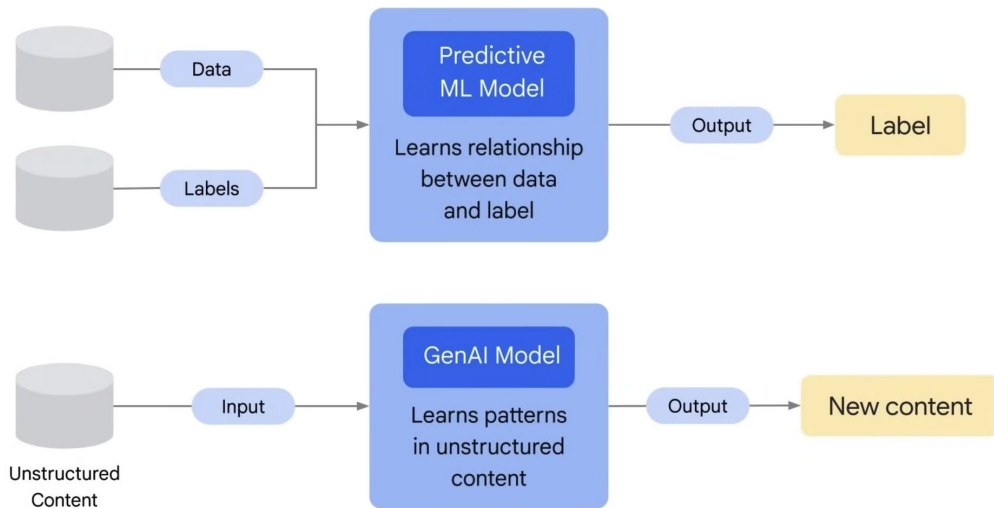 Data
Labels
Predictive
ML Model
Learns relationship
between data
and label
Output
Label
Unstructured
Content
Input
GenAI Model
Learns patterns
in unstructured
content
Output
New content